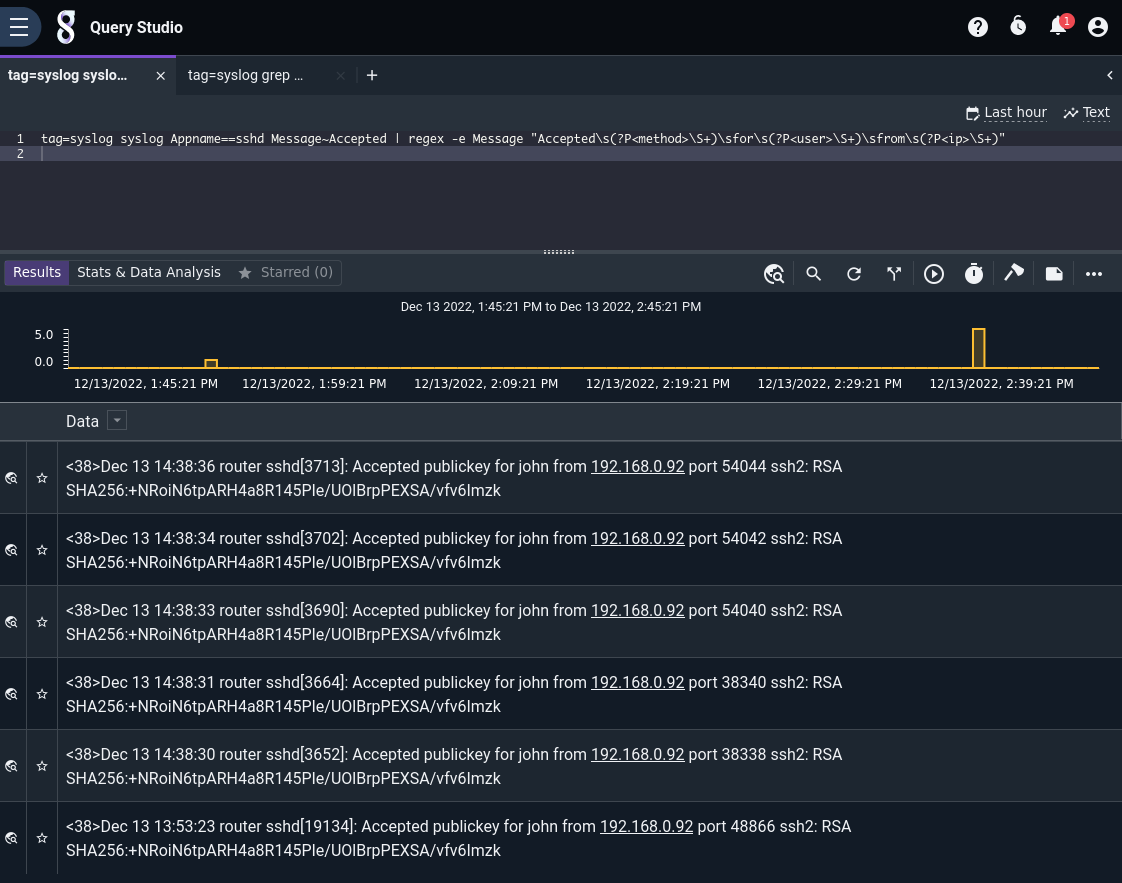 Query Studio
1
tag=syslog syslo...
tag=syslog grep ...
Last hour
Text
1 tag=syslog syslog Appname==sshd Message~Accepted | regex -e Message "Accepted\s(?P<method>\S+)\sfor\s(?P<user>\S+)\sfrom\s(?P<ip>\S+)"
2
Results
Stats & Data Analysis
Starred (0)
Dec 13 2022, 1:45:21 PM to Dec 13 2022, 2:45:21 PM
5.0
0.0
12/13/2022, 1:45:21 PM 12/13/2022, 1:59:21 PM 12/13/2022, 2:09:21 PM 12/13/2022, 2:19:21 PM 12/13/2022, 2:29:21 PM 12/13/2022, 2:39:21 PM
Data
<38>Dec 13 14:38:36 router sshd[3713]: Accepted publickey for john from 192.168.0.92 port 54044 ssh2: RSA
SHA256:+NRoiN6tpARH4a8R145Ple/UOIBrpPEXSA/vfv6Imzk
<38>Dec 13 14:38:34 router sshd[3702]: Accepted publickey for john from 192.168.0.92 port 54042 ssh2: RSA
SHA256:+NRoiN6tpARH4a8R145Ple/UOIBrpPEXSA/vfv6Imzk
<38>Dec 13 14:38:33 router sshd[3690]: Accepted publickey for john from 192.168.0.92 port 54040 ssh2: RSA
SHA256:+NRoiN6tpARH4a8R145Ple/UOIBrpPEXSA/vfv6Imzk
<38>Dec 13 14:38:31 router sshd[3664]: Accepted publickey for john from 192.168.0.92 port 38340 ssh2: RSA
SHA256:+NRoiN6tpARH4a8R145Ple/UOIBrpPEXSA/vfv6Imzk
<38>Dec 13 14:38:30 router sshd[3652]: Accepted publickey for john from 192.168.0.92 port 38338 ssh2: RSA
SHA256:+NRoiN6tpARH4a8R145Ple/UOIBrpPEXSA/vfv6Imzk
<38>Dec 13 13:53:23 router sshd[19134]: Accepted publickey for john from 192.168.0.92 port 48866 ssh2: RSA
SHA256:+NRoiN6tpARH4a8R145Ple/UOIBrpPEXSA/vfv6Imzk